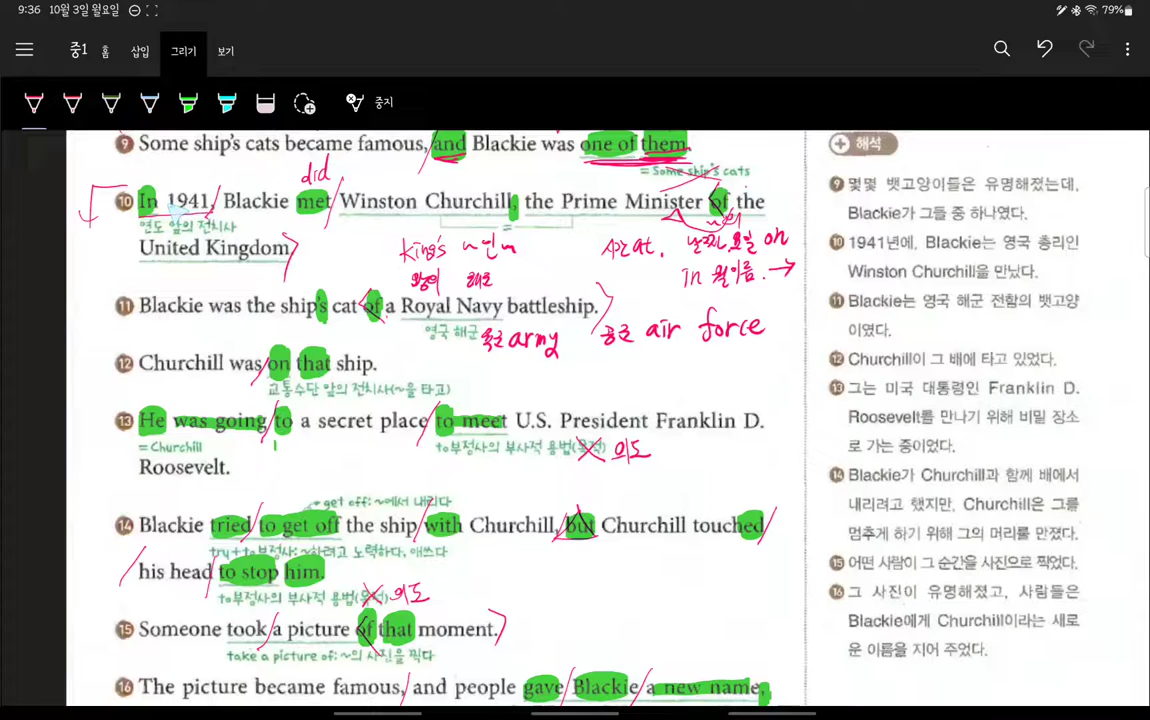 9:36 10월 3일 월요일
79%
중1 홈 삽입 그리기 보기
중지
⑨ Some ship's cats became famous, and Blackie was one of them.
= Some ship's cats
did
⑩ In 1941, Blackie met Winston Churchill, the Prime Minister of the
연도 앞의 전치사
=
United Kingdom.
king's
왕의
시간 at. 날짜 요일 on
in 월이름.
⑪ Blackie was the ship's cat of a Royal Navy battleship.
영국 해군
육군 army 공군 air force
⑫ Churchill was on that ship.
교통수단 앞의 전치사(~을 타고)
⑬ He was going to a secret place to meet U.S. President Franklin D.
= Churchill
to부정사의 부사적 용법(목적) 의도
Roosevelt.
get off: ~에서 내리다
⑭ Blackie tried to get off the ship with Churchill, but Churchill touched
try+to부정사: ~하려고 노력하다, 애쓰다
his head to stop him.
to부정사의 부사적 용법(목적) 의도
⑮ Someone took a picture of that moment.
take a picture of: ~의 사진을 찍다
⑯ The picture became famous, and people gave Blackie a new name,
해석
⑨ 몇몇 뱃고양이들은 유명해졌는데,
Blackie가 그들 중 하나였다.
⑩ 1941년에, Blackie는 영국 총리인
Winston Churchill을 만났다.
⑪ Blackie는 영국 해군 전함의 뱃고양
이였다.
⑫ Churchill이 그 배에 타고 있었다.
⑬ 그는 미국 대통령인 Franklin D.
Roosevelt를 만나기 위해 비밀 장소
로 가는 중이었다.
⑭ Blackie가 Churchill과 함께 배에서
내리려고 했지만, Churchill은 그를
멈추게 하기 위해 그의 머리를 만졌다.
⑮ 어떤 사람이 그 순간을 사진으로 찍었다.
⑯ 그 사진이 유명해졌고, 사람들은
Blackie에게 Churchill이라는 새로
운 이름을 지어 주었다.